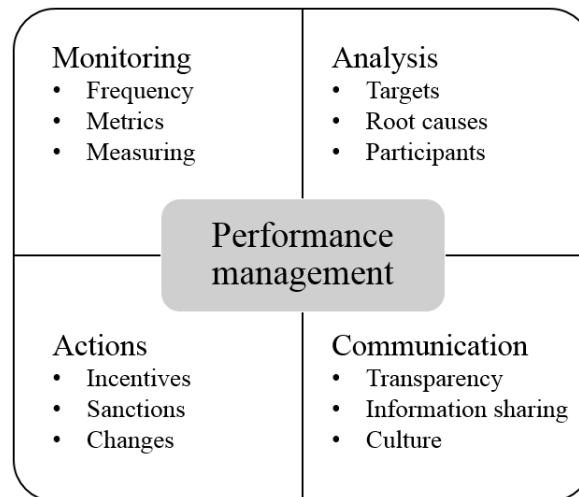 Monitoring
• Frequency
• Metrics
• Measuring
Analysis
• Targets
• Root causes
• Participants
Performance
management
Actions
• Incentives
• Sanctions
• Changes
Communication
• Transparency
• Information sharing
• Culture